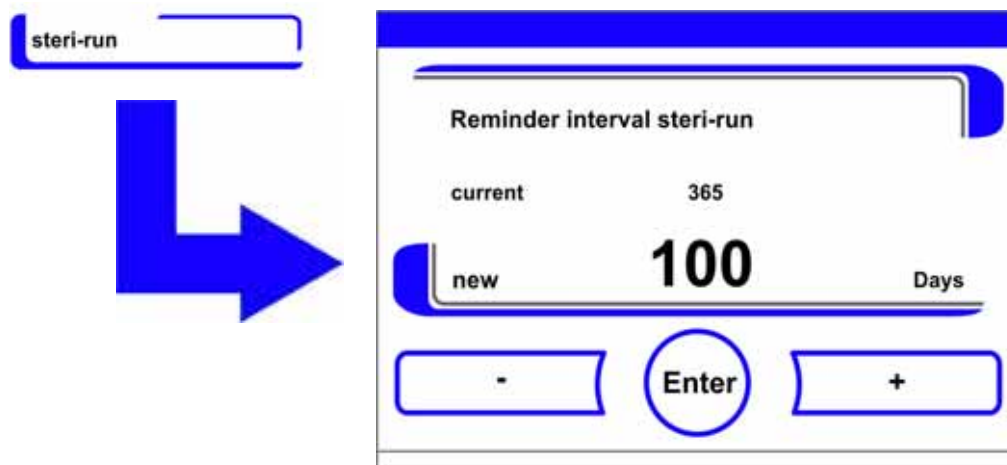 steri-run
Reminder interval steri-run
current 365
new 100 Days
- Enter +